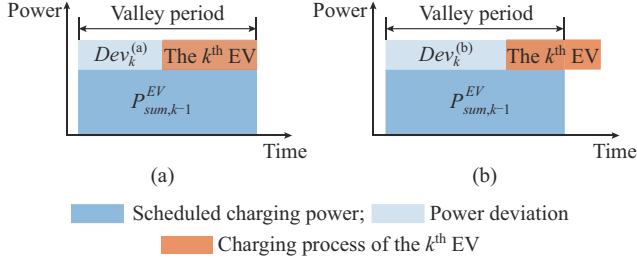 Power
Valley period
Dev_k^(a)
The k^th EV
P_sum,k−1^EV
Time
(a)
Power
Valley period
Dev_k^(b)
The k^th EV
P_sum,k−1^EV
Time
(b)
Scheduled charging power;
Power deviation
Charging process of the k^th EV